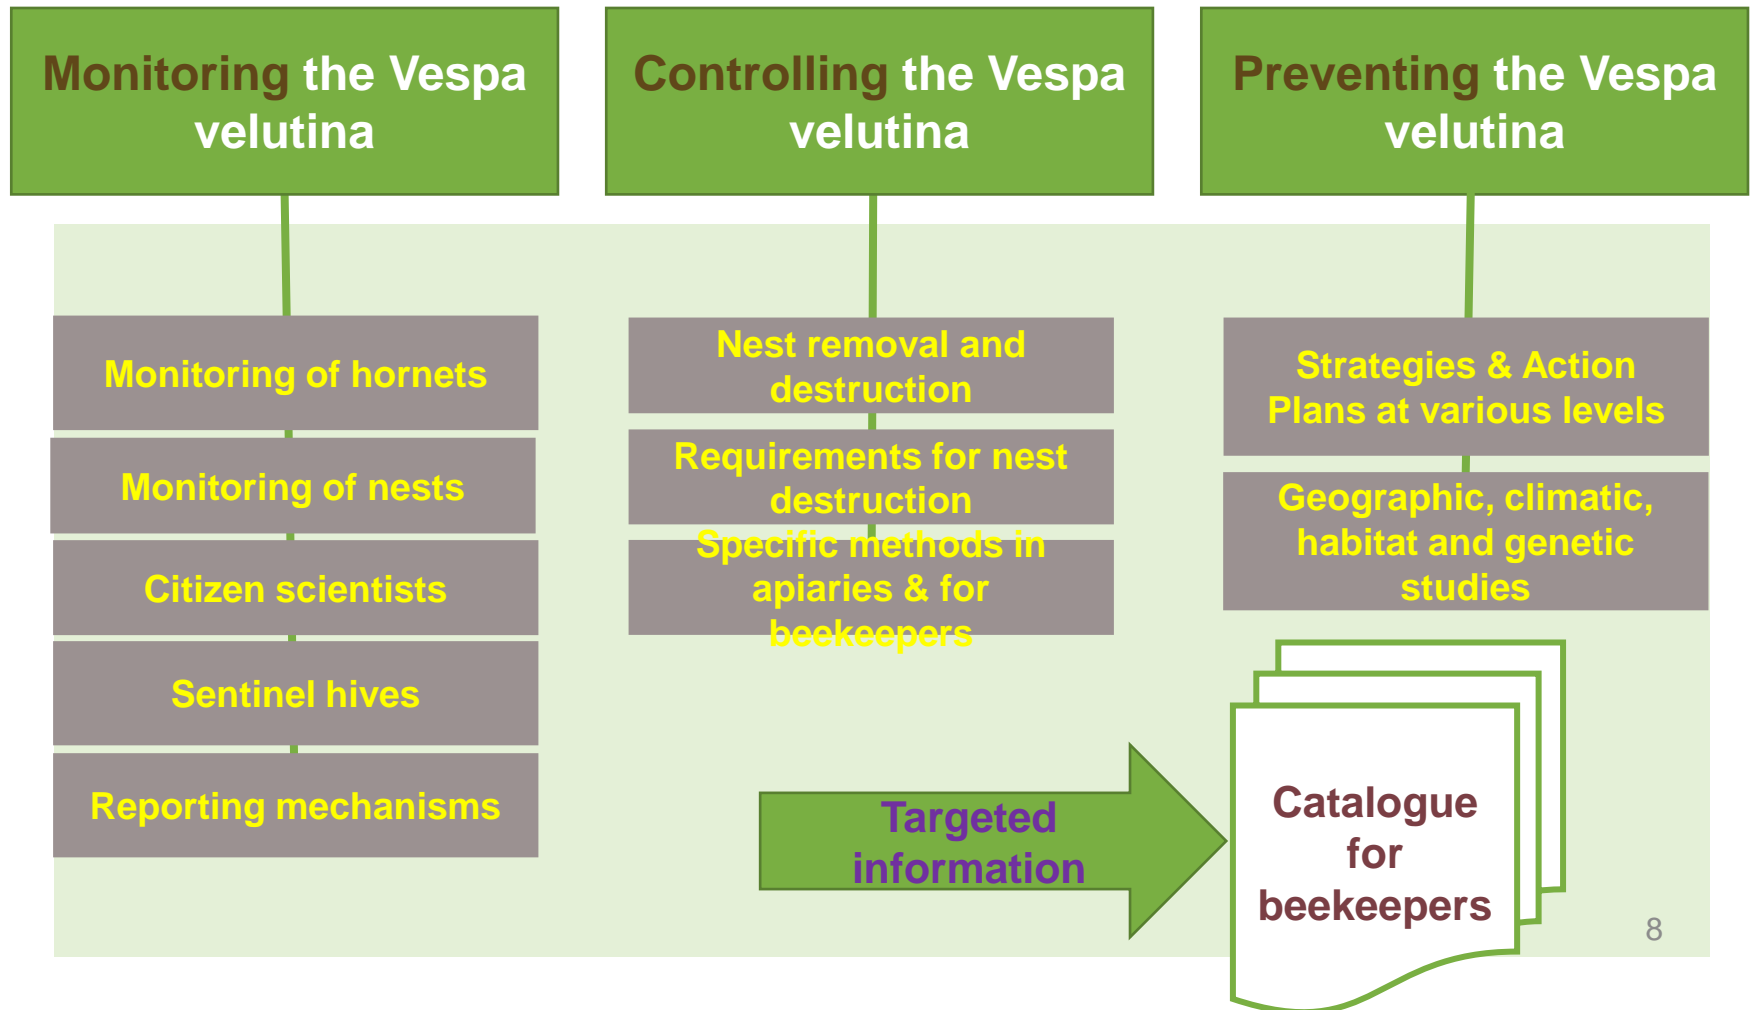 Monitoring the Vespa
velutina
Monitoring of hornets
Monitoring of nests
Citizen scientists
Sentinel hives
Reporting mechanisms
Controlling the Vespa
velutina
Nest removal and
destruction
Requirements for nest
destruction
Specific methods in
apiaries & for
beekeepers
Preventing the Vespa
velutina
Strategies & Action
Plans at various levels
Geographic, climatic,
habitat and genetic
studies
Targeted
information
Catalogue
for
beekeepers
8